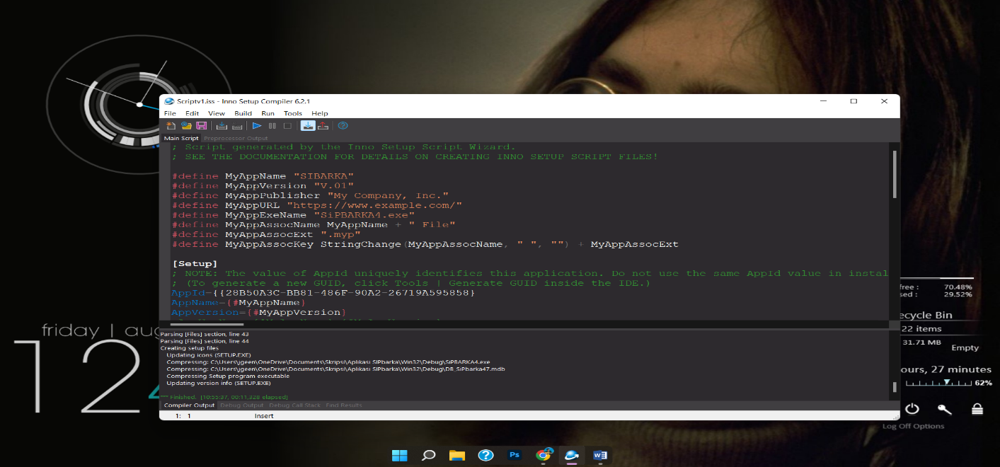 Scriptv1.iss - Inno Setup Compiler 6.2.1
File Edit View Build Run Tools Help
Main Script Preprocessor Output
; Script generated by the Inno Setup Script Wizard.
; SEE THE DOCUMENTATION FOR DETAILS ON CREATING INNO SETUP SCRIPT FILES!
#define MyAppName "SIBARKA"
#define MyAppVersion "V.01"
#define MyAppPublisher "My Company, Inc."
#define MyAppURL "https://www.example.com/"
#define MyAppExeName "SiPBARKA4.exe"
#define MyAppAssocName MyAppName + " File"
#define MyAppAssocExt ".myp"
#define MyAppAssocKey StringChange(MyAppAssocName, " ", "") + MyAppAssocExt
[Setup]
; NOTE: The value of AppId uniquely identifies this application. Do not use the same AppId value in instal
; (To generate a new GUID, click Tools | Generate GUID inside the IDE.)
AppId={{28B50A3C-BB81-486F-90A2-26719A595858}
AppName={#MyAppName}
AppVersion={#MyAppVersion}
Parsing [Files] section, line 43
Parsing [Files] section, line 44
Creating setup files
Updating icons (SETUP.EXE)
Compressing: C:\Users\jgeen\OneDrive\Documents\Skripsi\Aplikasi SIPbarka\Win32\Debug\SiPBARKA4.exe
Compressing: C:\Users\jgeen\OneDrive\Documents\Skripsi\Aplikasi SIPbarka\Win32\Debug\DB_SiPbarka47.mdb
Compressing Setup program executable
Updating version info (SETUP.EXE)
*** Finished. [10:55:37, 00:11,328 elapsed]
Compiler Output Debug Output Debug Call Stack Find Results
1: 1 Insert
friday | aug
12
free : 70.48%
sed : 29.52%
ecycle Bin
22 items
31.71 MB Empty
ours, 27 minutes
62%
Log Off Options
Ps